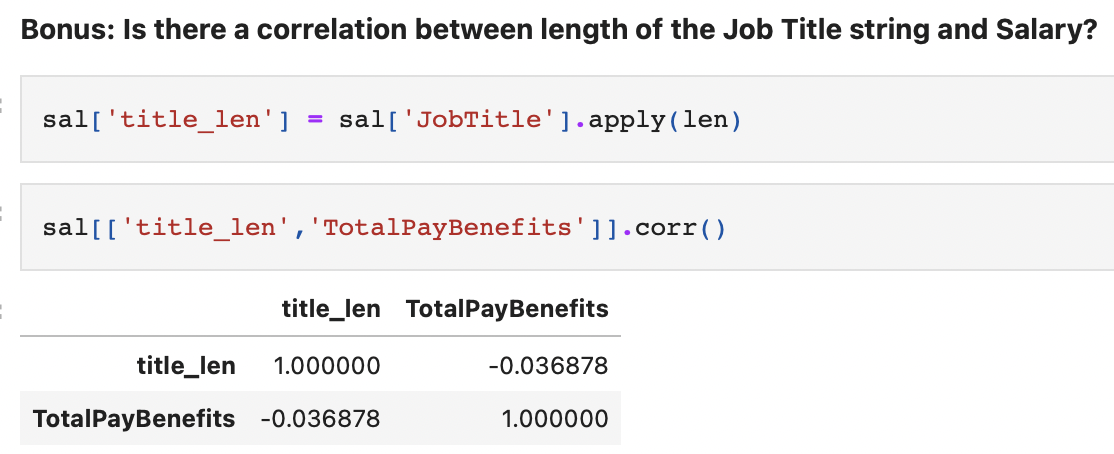 Bonus: Is there a correlation between length of the Job Title string and Salary?
:
sal['title_len'] = sal['JobTitle'].apply(len)
:
sal[['title_len','TotalPayBenefits']].corr()
:
title_len TotalPayBenefits
title_len 1.000000 -0.036878
TotalPayBenefits -0.036878 1.000000